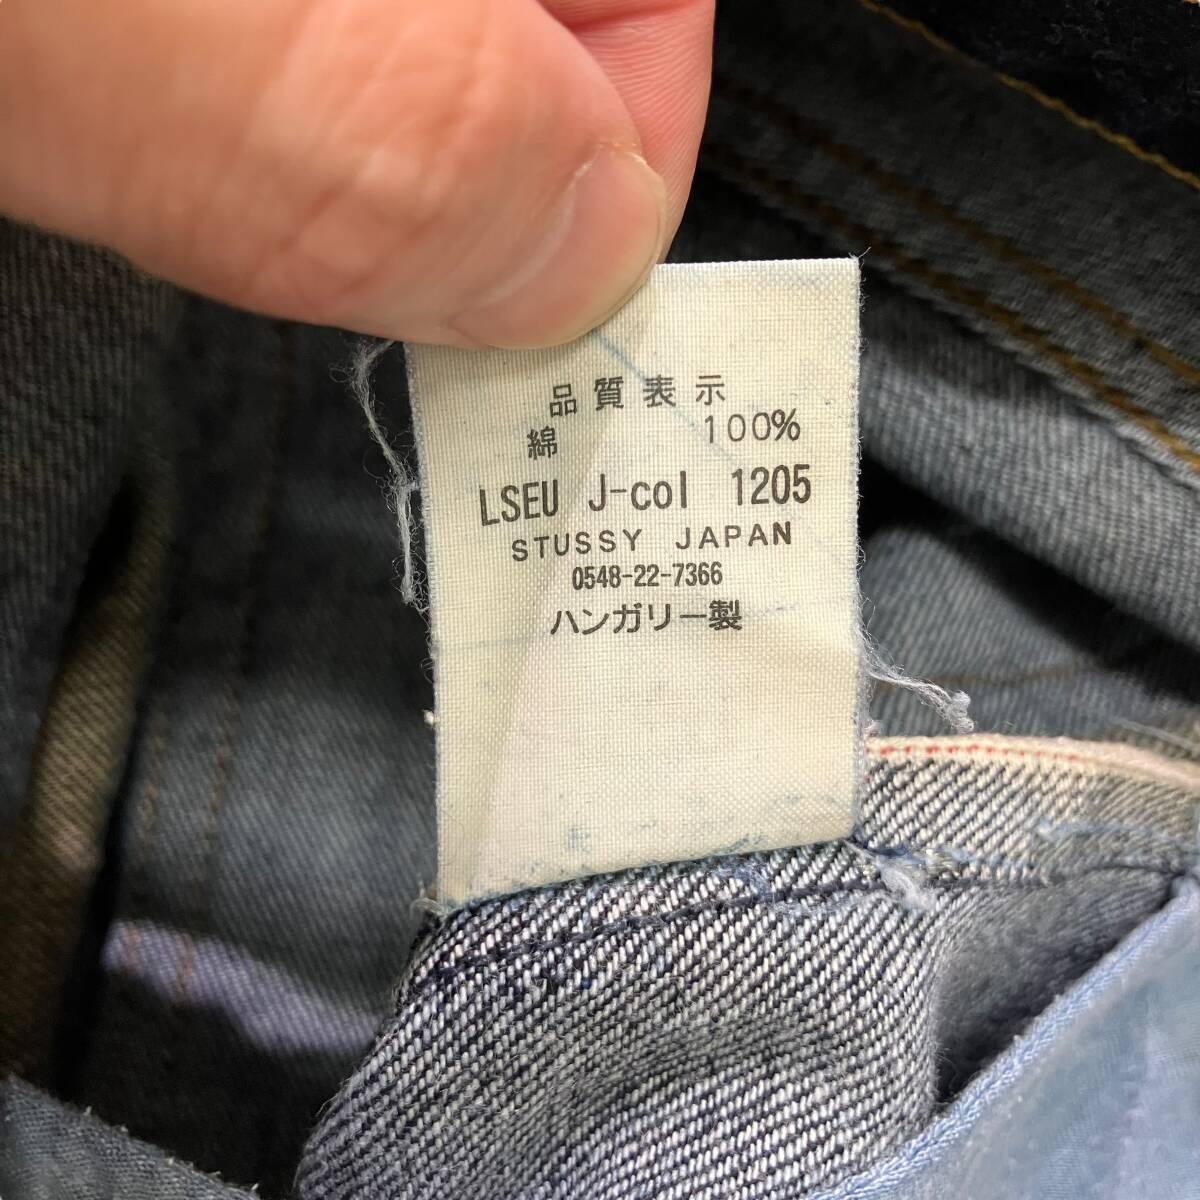 品質表示
綿 100%
LSEU J-col 1205
STUSSY JAPAN
0548-22-7366
ハンガリー製